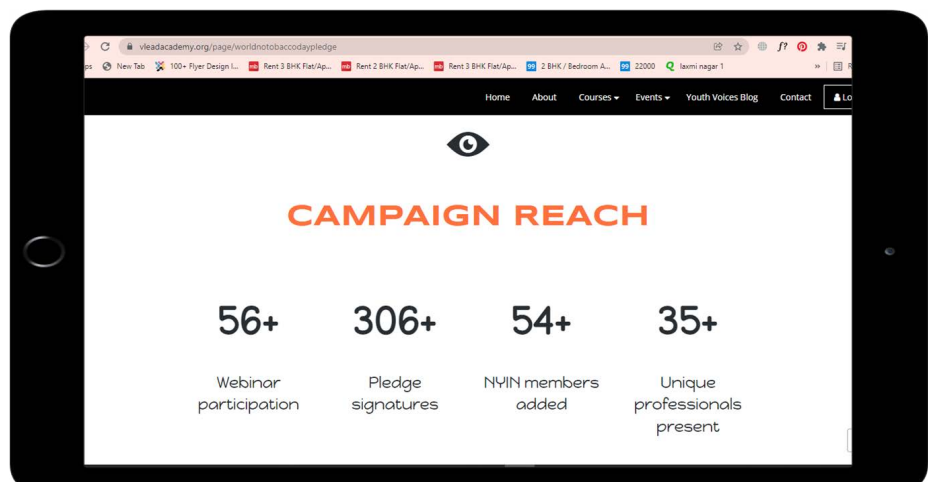 vleadacademy.org/page/worldnotobaccodaypledge
ps New Tab 100+ Flyer Design I... Rent 3 BHK Flat/Ap... Rent 2 BHK Flat/Ap... Rent 3 BHK Flat/Ap... 2 BHK / Bedroom A... 22000 laxmi nagar 1 » R
Home About Courses Events Youth Voices Blog Contact Lo
CAMPAIGN REACH
56+ 306+ 54+ 35+
Webinar Pledge NYIN members Unique
participation signatures added professionals
present